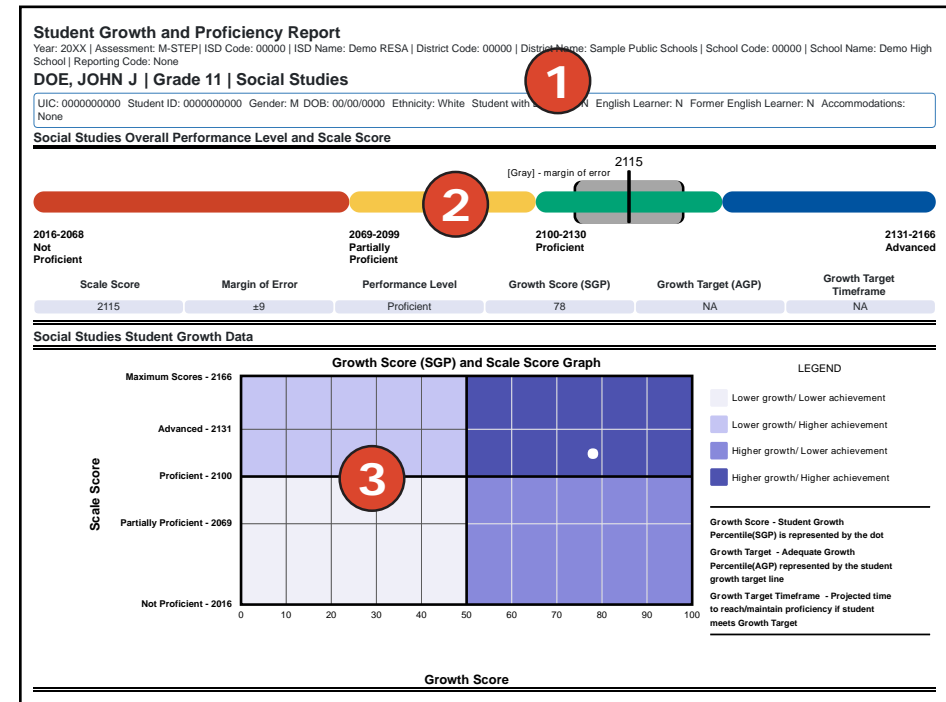 Student Growth and Proficiency Report
Year: 20XX | Assessment: M-STEP| ISD Code: 00000 | ISD Name: Demo RESA | District Code: 00000 | District Name: Sample Public Schools | School Code: 00000 | School Name: Demo High
School | Reporting Code: None
DOE, JOHN J | Grade 11 | Social Studies
1
UIC: 0000000000 Student ID: 0000000000 Gender: M DOB: 00/00/0000 Ethnicity: White Student with N English Learner: N Former English Learner: N Accommodations:
None
Social Studies Overall Performance Level and Scale Score
2115
[Gray] - margin of error
2
2016-2068 2069-2099 2100-2130 2131-2166
Not Partially Proficient Advanced
Proficient Proficient
Scale Score Margin of Error Performance Level Growth Score (SGP) Growth Target (AGP) Growth Target
Timeframe
2115 ±9 Proficient 78 NA NA
Social Studies Student Growth Data
Growth Score (SGP) and Scale Score Graph
LEGEND
Maximum Scores - 2166
Lower growth/ Lower achievement
Advanced - 2131
Lower growth/ Higher achievement
Higher growth/ Lower achievement
Proficient - 2100
3
Higher growth/ Higher achievement
Scale Score
Partially Proficient - 2069
Growth Score - Student Growth
Percentile(SGP) is represented by the dot
Growth Target - Adequate Growth
Percentile(AGP) represented by the student
growth target line
Growth Target Timeframe - Projected time
to reach/maintain proficiency if student
meets Growth Target
Not Proficient - 2016
0 10 20 30 40 50 60 70 80 90 100
Growth Score